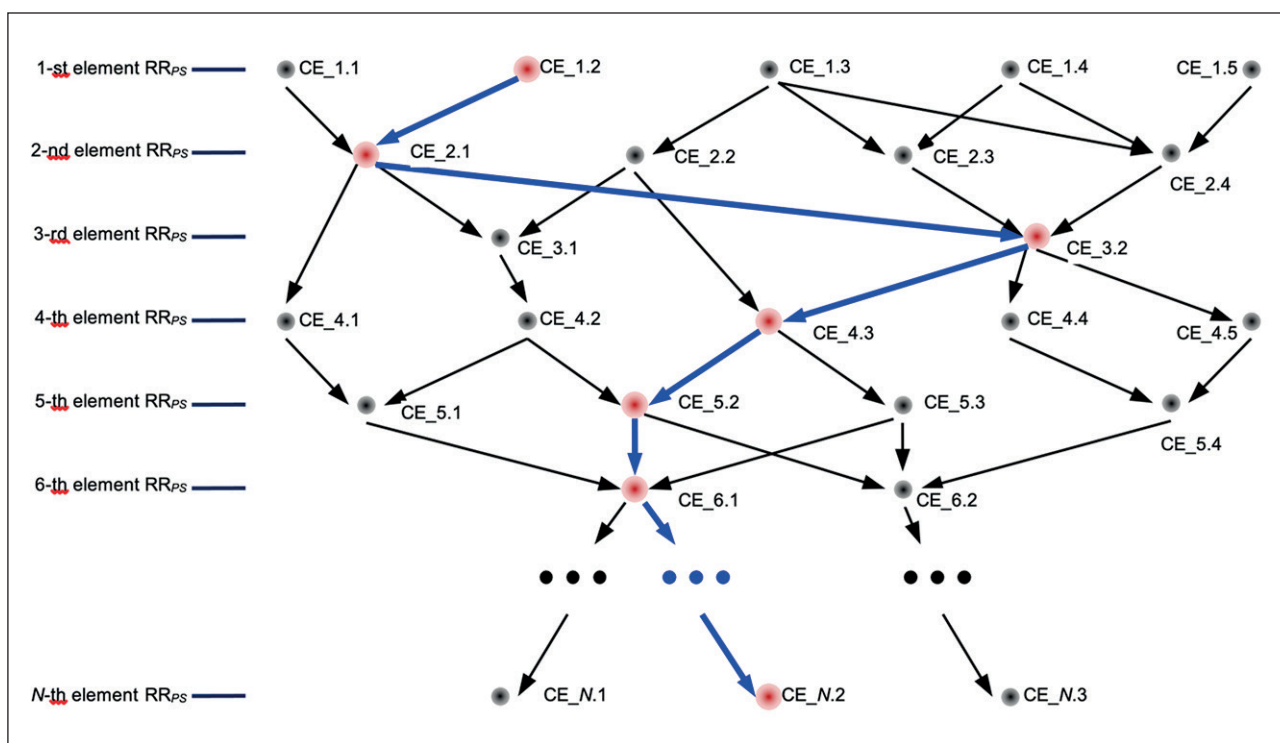 1-st element RRPS
CE_1.1
CE_1.2
CE_1.3
CE_1.4
CE_1.5
2-nd element RRPS
CE_2.1
CE_2.2
CE_2.3
CE_2.4
3-rd element RRPS
CE_3.1
CE_3.2
4-th element RRPS
CE_4.1
CE_4.2
CE_4.3
CE_4.4
CE_4.5
5-th element RRPS
CE_5.1
CE_5.2
CE_5.3
CE_5.4
6-th element RRPS
CE_6.1
CE_6.2
N-th element RRPS
CE_N.1
CE_N.2
CE_N.3